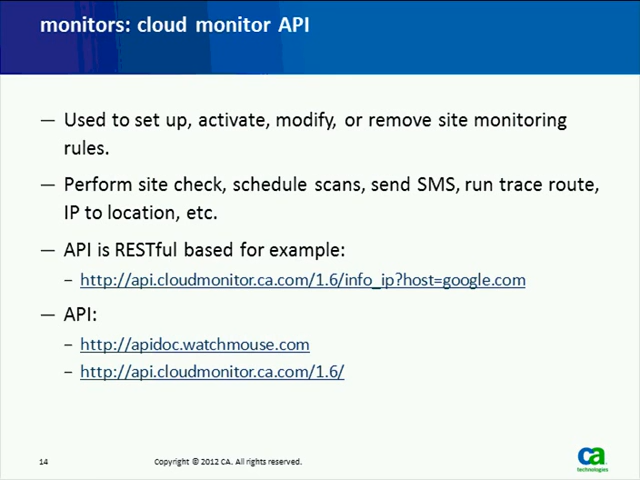 monitors: cloud monitor API
— Used to set up, activate, modify, or remove site monitoring
rules.
— Perform site check, schedule scans, send SMS, run trace route,
IP to location, etc.
— API is RESTful based for example:
– http://api.cloudmonitor.ca.com/1.6/info_ip?host=google.com
— API:
– http://apidoc.watchmouse.com
– http://api.cloudmonitor.ca.com/1.6/
14
Copyright © 2012 CA. All rights reserved.
ca
technologies